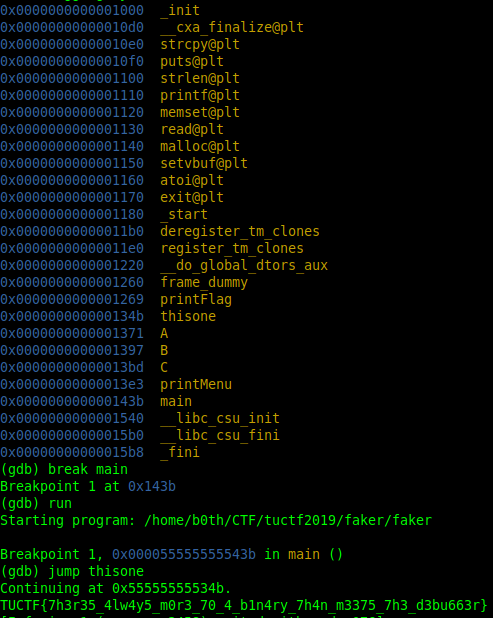 0x0000000000001000  _init
0x00000000000010d0  __cxa_finalize@plt
0x00000000000010e0  strcpy@plt
0x00000000000010f0  puts@plt
0x0000000000001100  strlen@plt
0x0000000000001110  printf@plt
0x0000000000001120  memset@plt
0x0000000000001130  read@plt
0x0000000000001140  malloc@plt
0x0000000000001150  setvbuf@plt
0x0000000000001160  atoi@plt
0x0000000000001170  exit@plt
0x0000000000001180  _start
0x00000000000011b0  deregister_tm_clones
0x00000000000011e0  register_tm_clones
0x0000000000001220  __do_global_dtors_aux
0x0000000000001260  frame_dummy
0x0000000000001269  printFlag
0x000000000000134b  thisone
0x0000000000001371  A
0x0000000000001397  B
0x00000000000013bd  C
0x00000000000013e3  printMenu
0x000000000000143b  main
0x0000000000001540  __libc_csu_init
0x00000000000015b0  __libc_csu_fini
0x00000000000015b8  _fini
(gdb) break main
Breakpoint 1 at 0x143b
(gdb) run
Starting program: /home/b0th/CTF/tuctf2019/faker/faker
Breakpoint 1, 0x000055555555543b in main ()
(gdb) jump thisone
Continuing at 0x55555555534b.
TUCTF{7h3r35_4lw4y5_m0r3_70_4_b1n4ry_7h4n_m3375_7h3_d3bu663r}